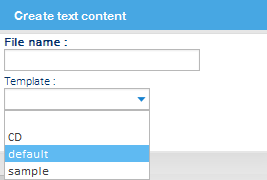 Create text content
File name :
Template :
CD
default
sample